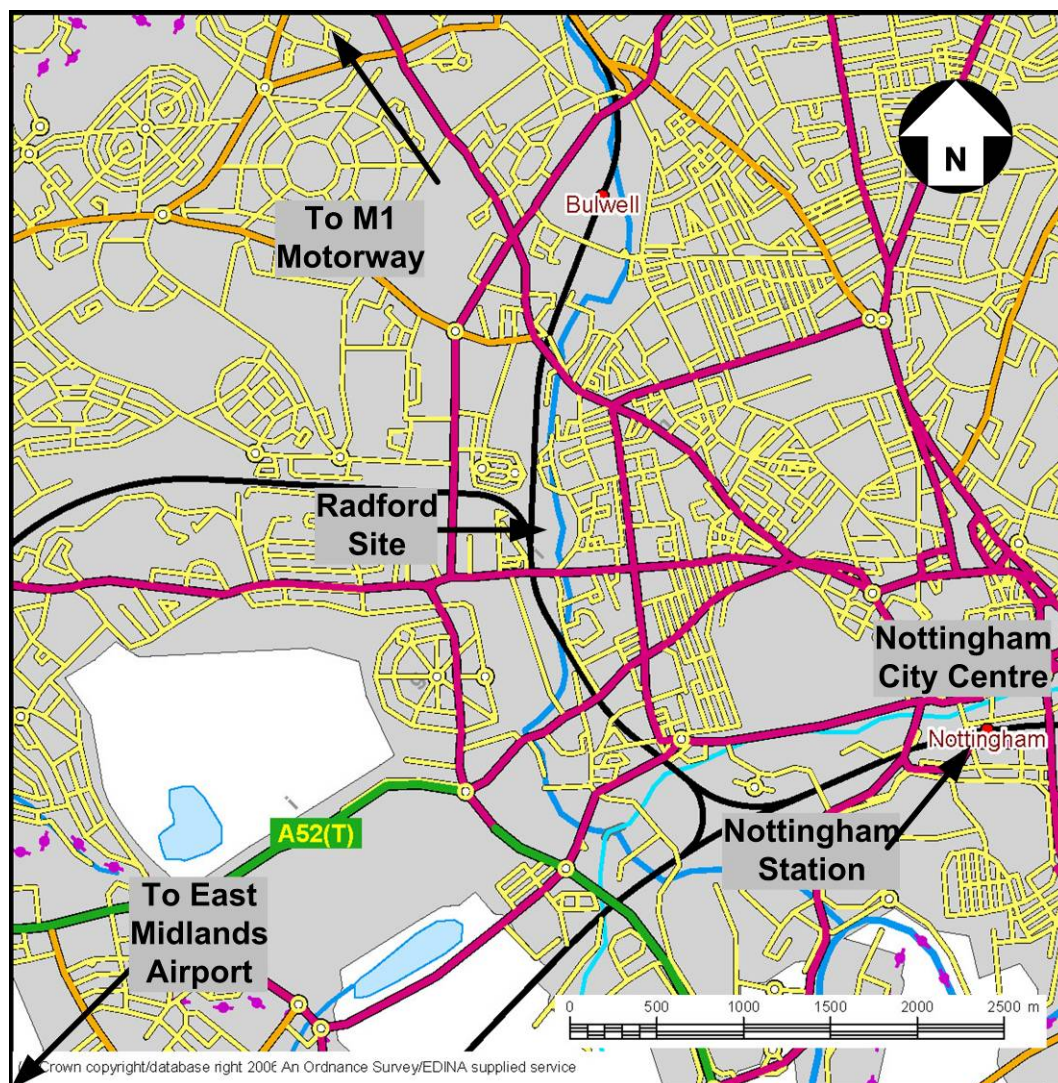 N
Bulwell
To M1
Motorway
Radford
Site
Nottingham
City Centre
Nottingham
A52(T)
Nottingham
Station
To East
Midlands
Airport
0 500 1000 1500 2000 2500 m
Crown copyright/database right 2006 An Ordnance Survey/EDINA supplied service